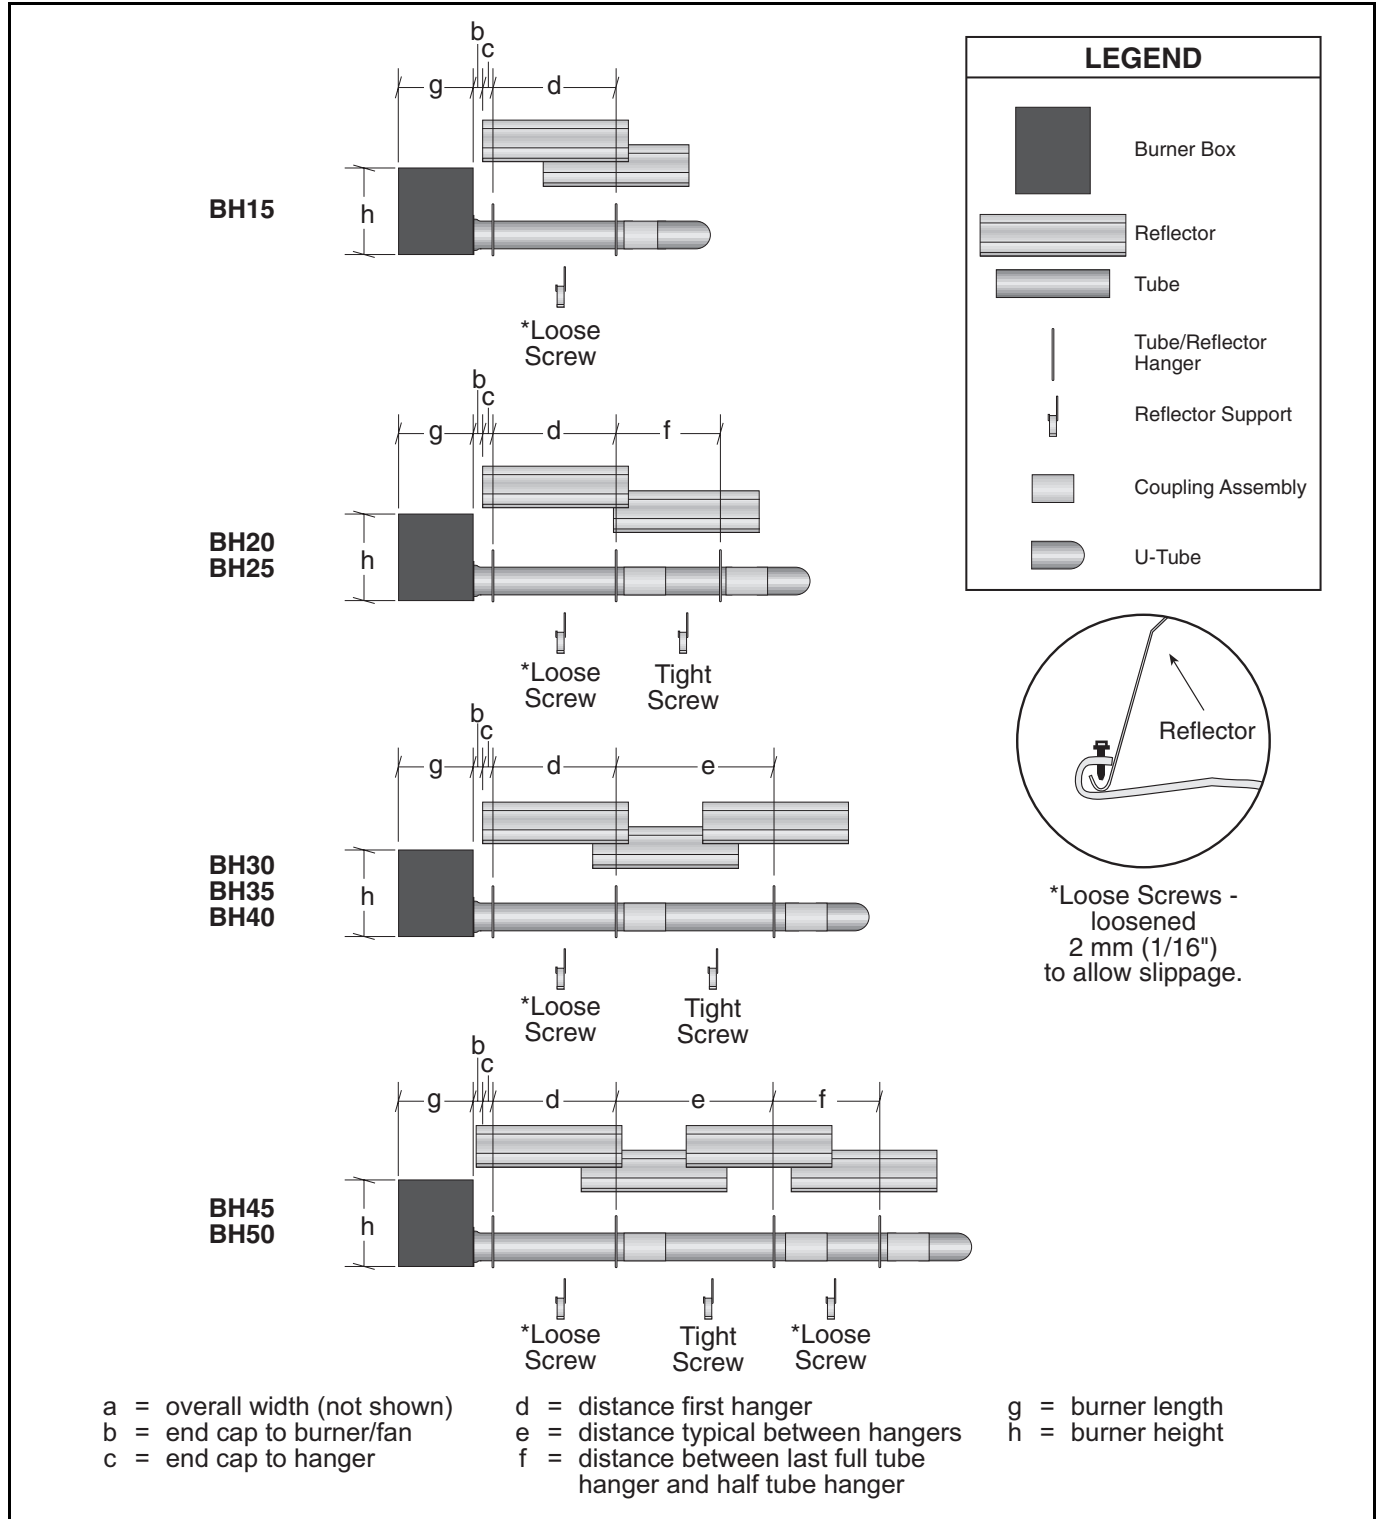 b
c
g
d
BH15
h
*Loose
Screw
b
c
g
d
f
BH20
BH25
h
*Loose
Screw
Tight
Screw
b
c
g
d
e
BH30
BH35
BH40
h
*Loose
Screw
Tight
Screw
b
c
g
d
e
f
BH45
BH50
h
*Loose
Screw
Tight
Screw
*Loose
Screw
LEGEND
Burner Box
Reflector
Tube
Tube/Reflector
Hanger
Reflector Support
Coupling Assembly
U-Tube
Reflector
*Loose Screws -
loosened
2 mm (1/16")
to allow slippage.
a = overall width (not shown)
b = end cap to burner/fan
c = end cap to hanger
d = distance first hanger
e = distance typical between hangers
f = distance between last full tube
hanger and half tube hanger
g = burner length
h = burner height